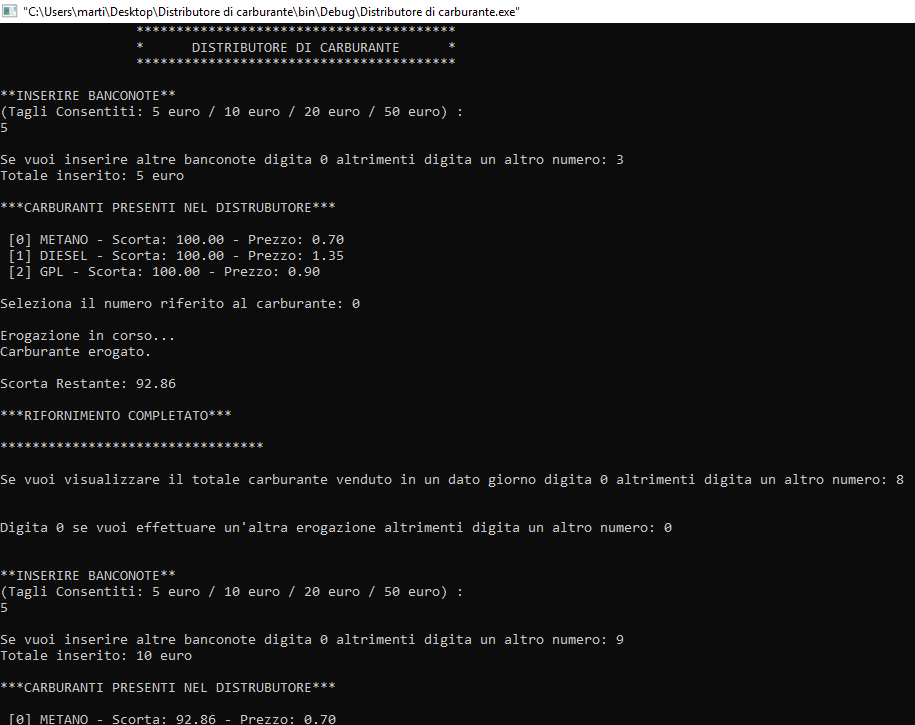 "C:\Users\marti\Desktop\Distributore di carburante\bin\Debug\Distributore di carburante.exe"
****************************************
* DISTRIBUTORE DI CARBURANTE *
****************************************
**INSERIRE BANCONOTE**
(Tagli Consentiti: 5 euro / 10 euro / 20 euro / 50 euro) :
5
Se vuoi inserire altre banconote digita 0 altrimenti digita un altro numero: 3
Totale inserito: 5 euro
***CARBURANTI PRESENTI NEL DISTRUBUTORE***
[0] METANO - Scorta: 100.00 - Prezzo: 0.70
[1] DIESEL - Scorta: 100.00 - Prezzo: 1.35
[2] GPL - Scorta: 100.00 - Prezzo: 0.90
Seleziona il numero riferito al carburante: 0
Erogazione in corso...
Carburante erogato.
Scorta Restante: 92.86
***RIFORNIMENTO COMPLETATO***
*********************************
Se vuoi visualizzare il totale carburante venduto in un dato giorno digita 0 altrimenti digita un altro numero: 8
Digita 0 se vuoi effettuare un'altra erogazione altrimenti digita un altro numero: 0
**INSERIRE BANCONOTE**
(Tagli Consentiti: 5 euro / 10 euro / 20 euro / 50 euro) :
5
Se vuoi inserire altre banconote digita 0 altrimenti digita un altro numero: 9
Totale inserito: 10 euro
***CARBURANTI PRESENTI NEL DISTRUBUTORE***
[0] METANO - Scorta: 92.86 - Prezzo: 0.70